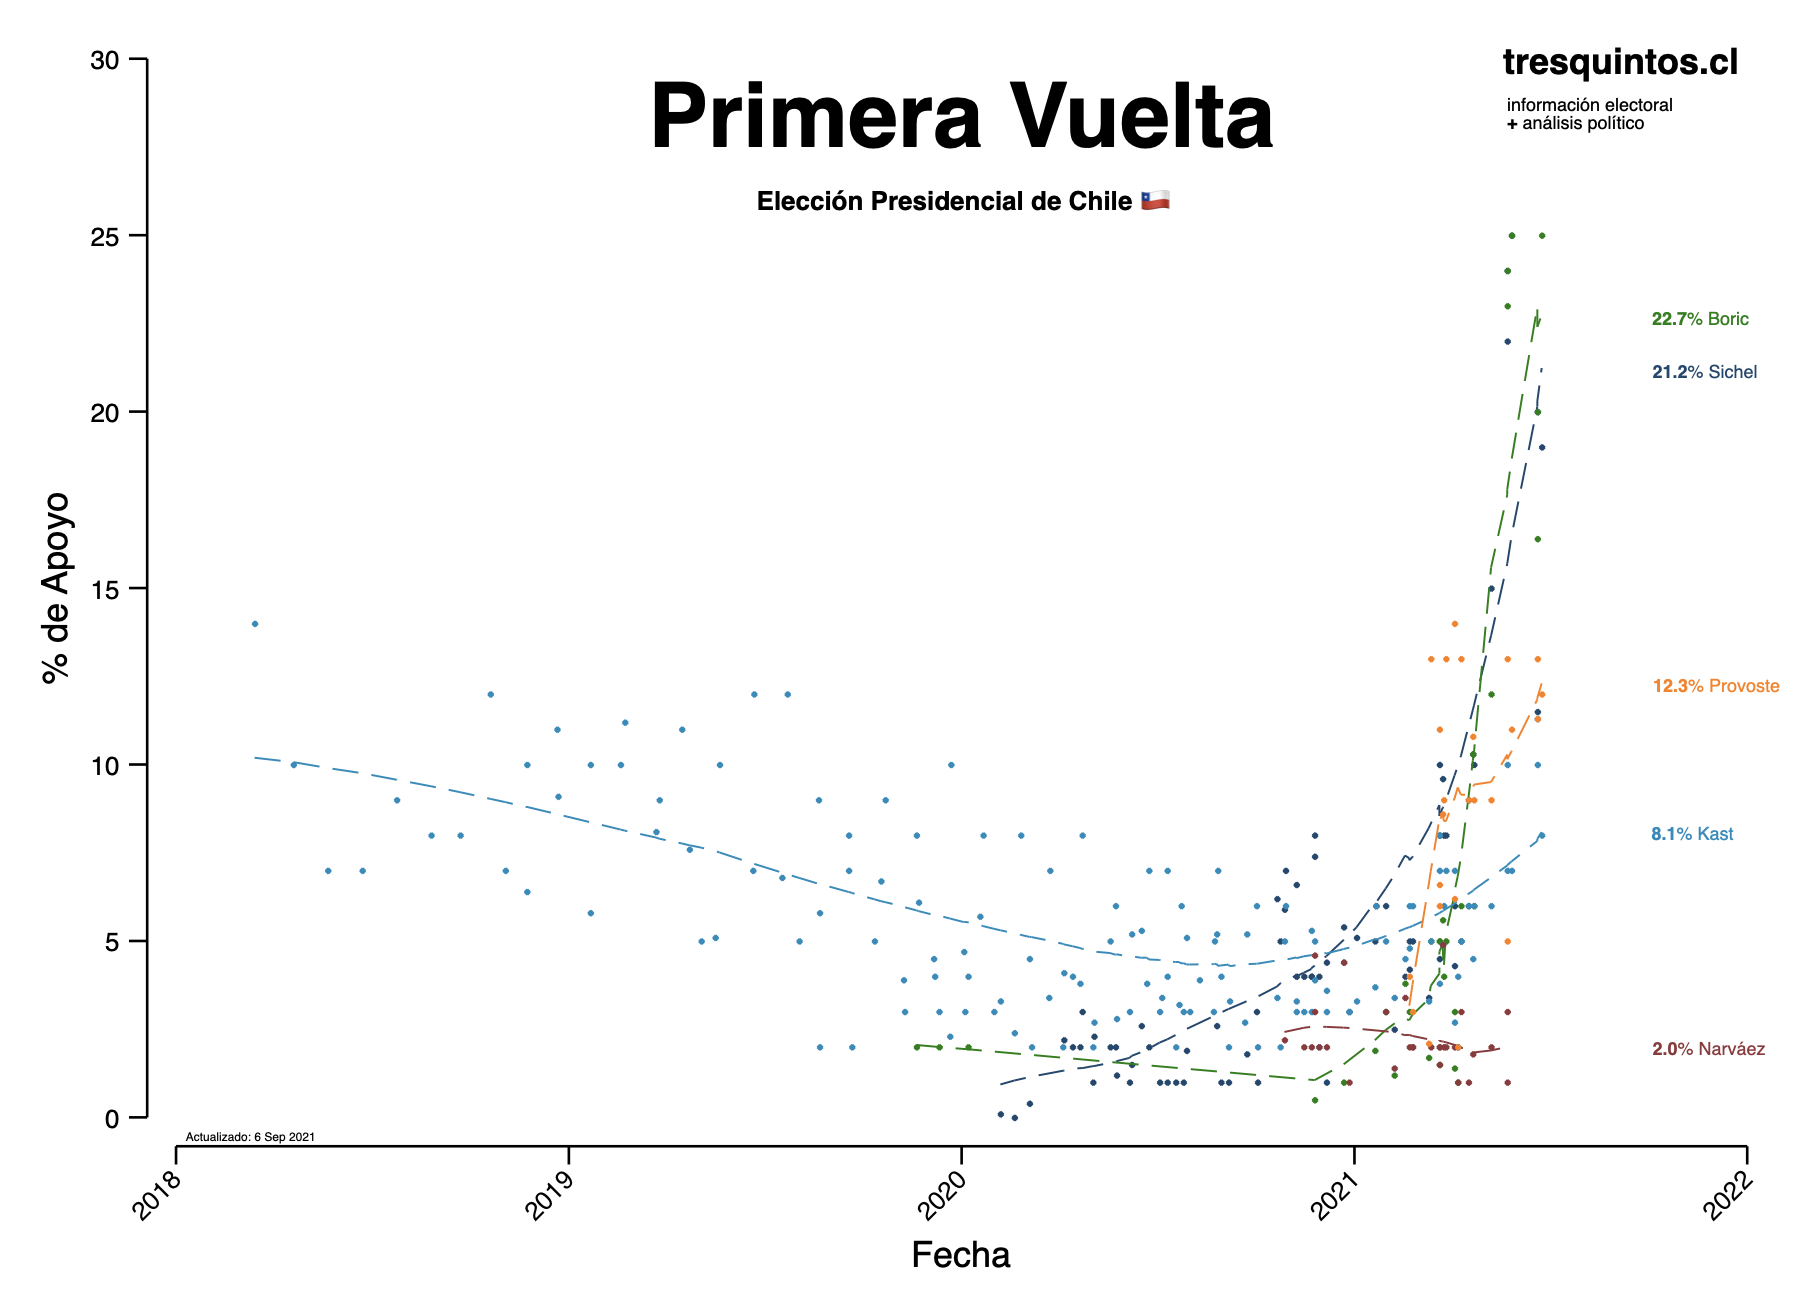 Primera Vuelta
Elección Presidencial de Chile 🇨🇱
tresquintos.cl
información electoral
+ análisis político
% de Apoyo
30
25
20
15
10
5
0
22.7% Boric
21.2% Sichel
12.3% Provoste
8.1% Kast
2.0% Narváez
Actualizado: 6 Sep 2021
2018
2019
2020
2021
2022
Fecha